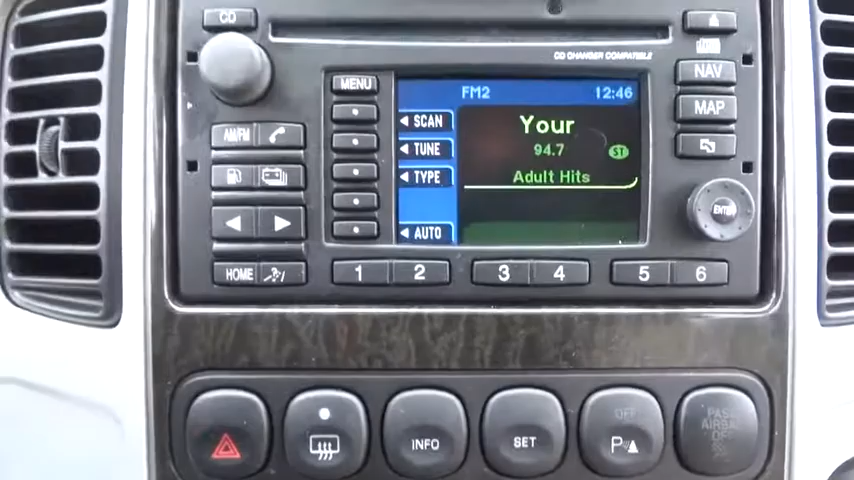 CD
CD CHANGER COMPATIBLE
MENU
FM2 12:46
NAV
SCAN
Your
MAP
AM/FM
TUNE
94.7 ST
TYPE
Adult Hits
ENTER
AUTO
HOME
1 2 3 4 5 6
INFO
SET
OFF
P
PASS
AIRBAG
OFF